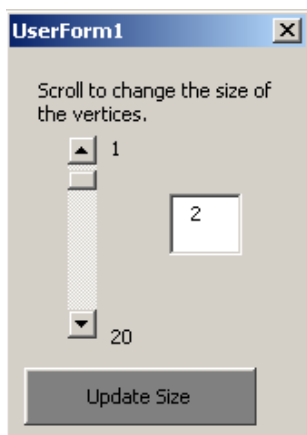 UserForm1
Scroll to change the size of
the vertices.
1
2
20
Update Size